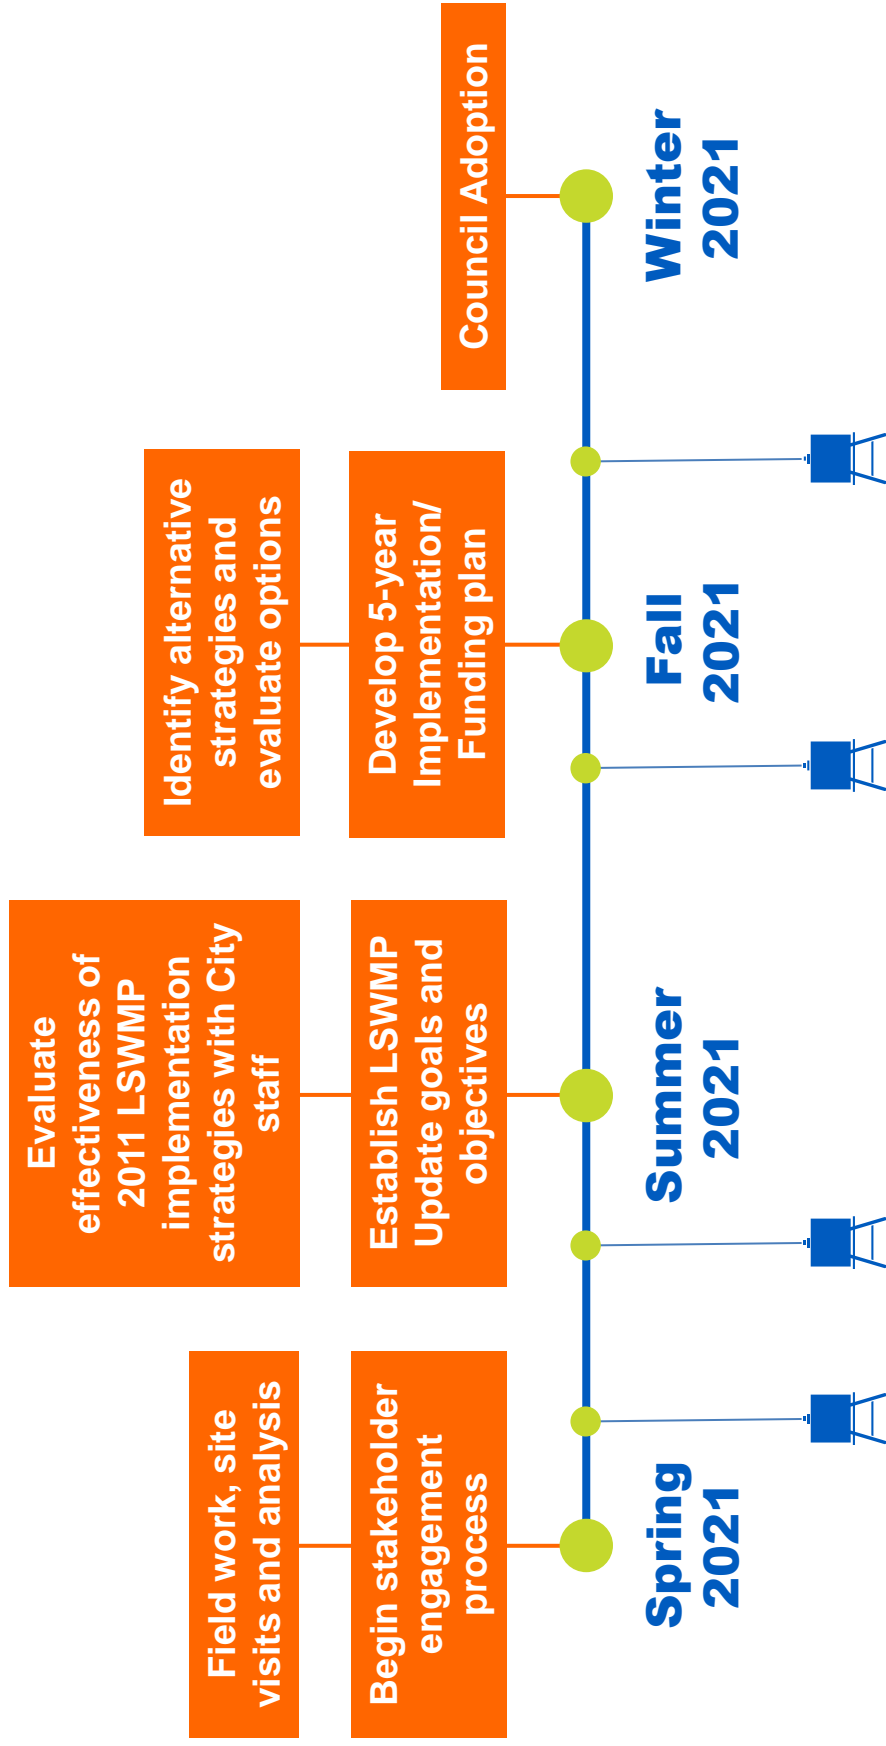 Field work, site
visits and analysis
Begin stakeholder
engagement
process
Spring
2021
Evaluate
effectiveness of
2011 LSWMP
implementation
strategies with City
staff
Establish LSWMP
Update goals and
objectives
Summer
2021
Identify alternative
strategies and
evaluate options
Develop 5-year
Implementation/
Funding plan
Fall
2021
Council Adoption
Winter
2021